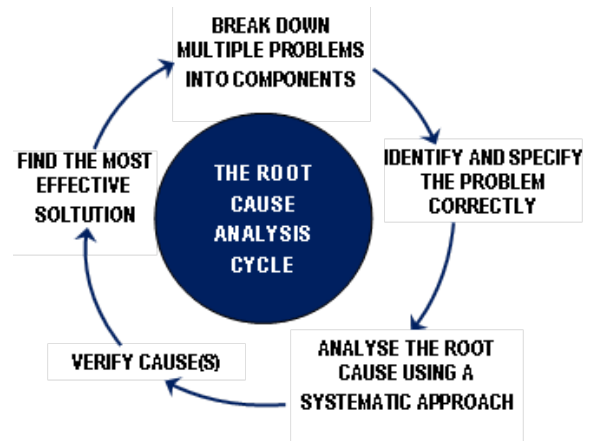 BREAK DOWN
MULTIPLE PROBLEMS
INTO COMPONENTS
IDENTIFY AND SPECIFY
THE PROBLEM
CORRECTLY
ANALYSE THE ROOT
CAUSE USING A
SYSTEMATIC APPROACH
VERIFY CAUSE(S)
FIND THE MOST
EFFECTIVE
SOLTUTION
THE ROOT
CAUSE
ANALYSIS
CYCLE